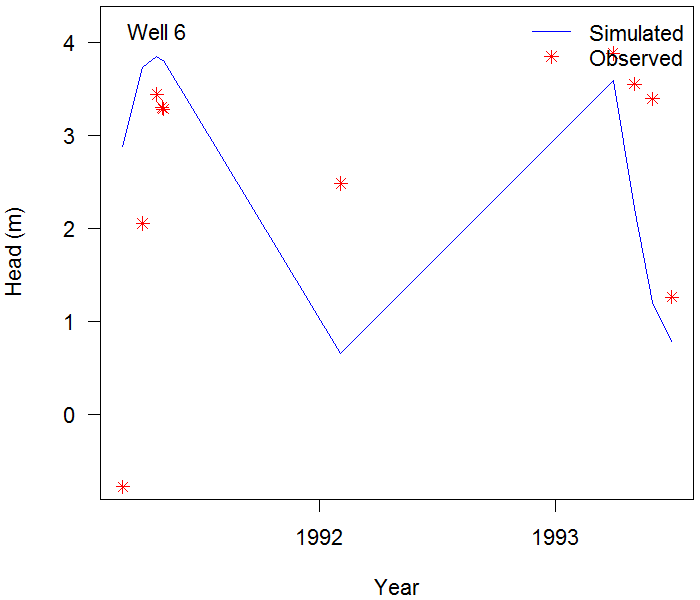 Well 6
Simulated
Observed
4
3
2
1
0
Head (m)
1992 1993
Year